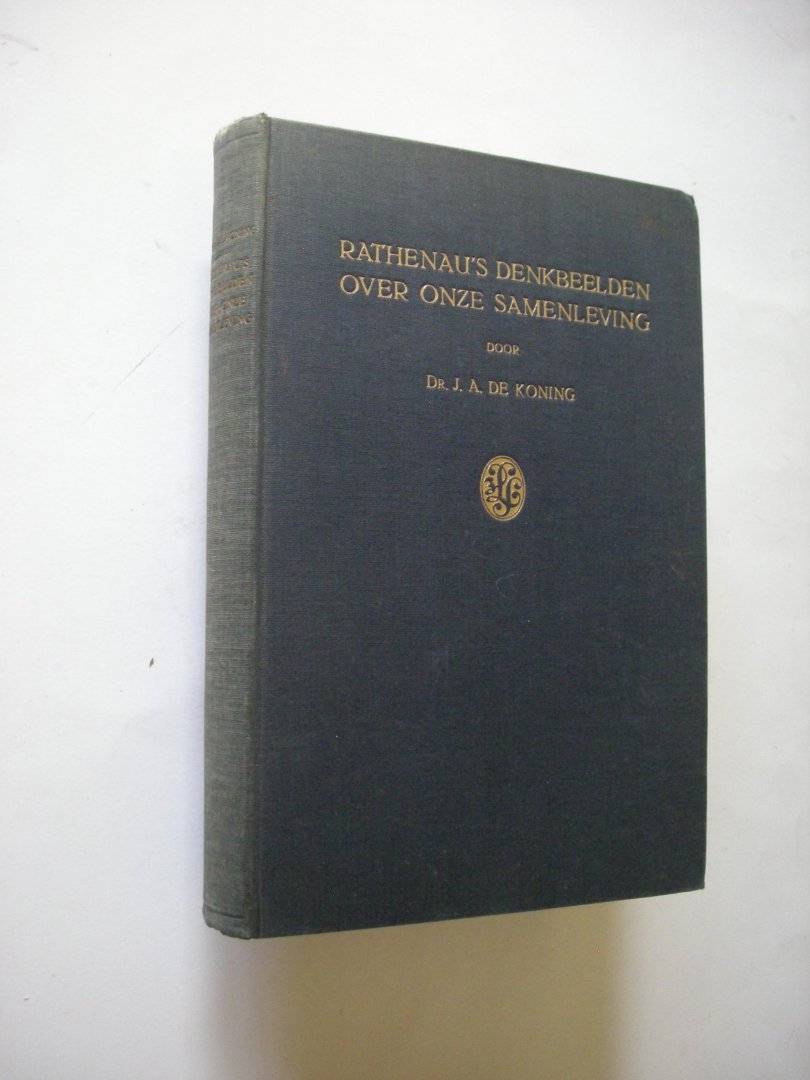 RATHENAU'S DENKBEELDEN
OVER ONZE SAMENLEVING
DOOR
DR. J. A. DE KONING